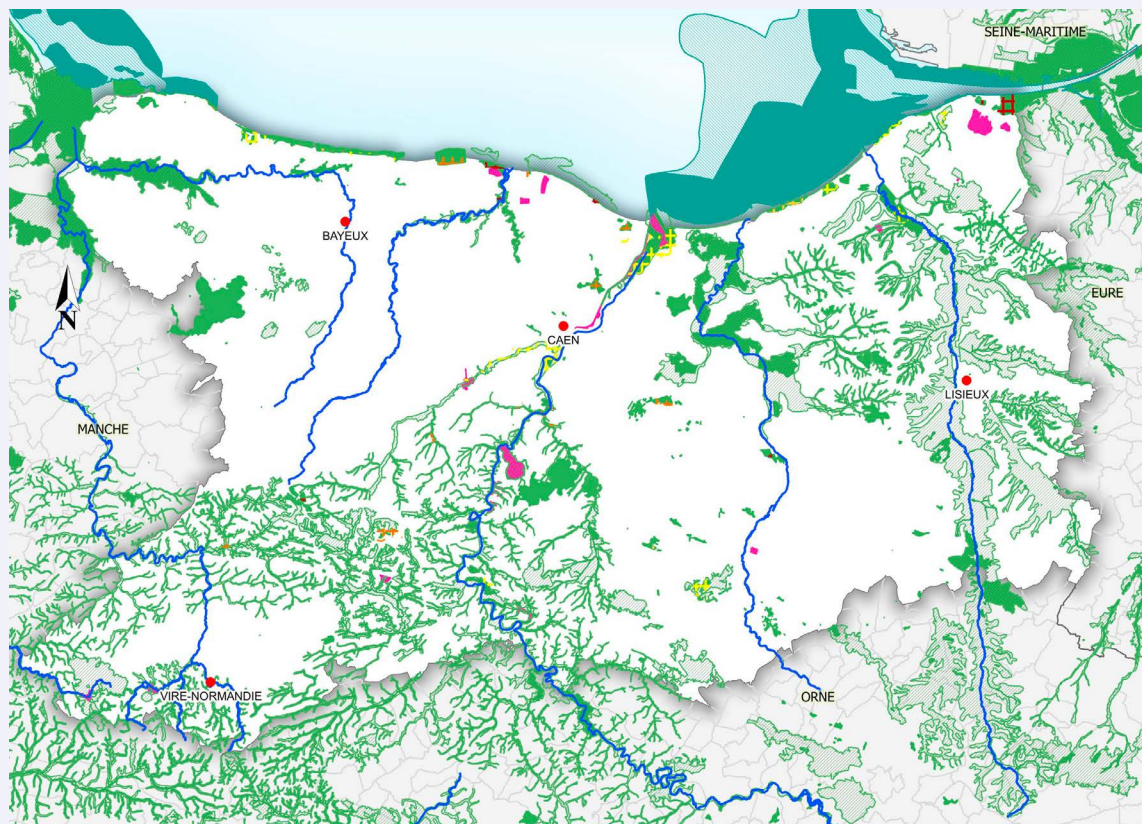 SEINE-MARITIME
BAYEUX
EURE
N
CAEN
LISIEUX
MANCHE
VIRE-NORMANDIE
ORNE